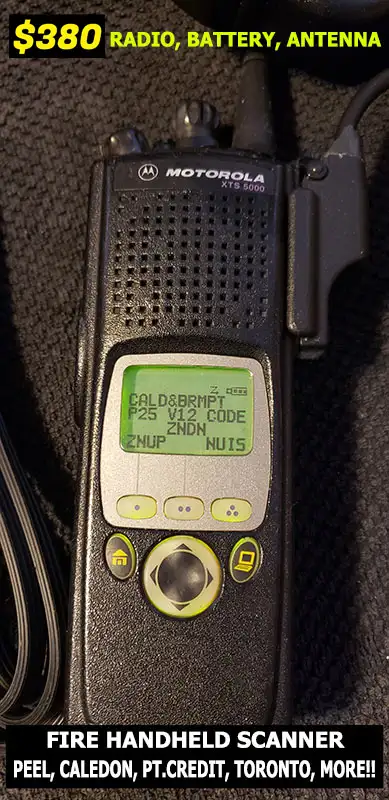 $380 RADIO, BATTERY, ANTENNA
MOTOROLA
XTS 5000
Z
CALD&BRMPT
P25 V12 CODE
ZNDN
ZNUP NUIS
FIRE HANDHELD SCANNER
PEEL, CALEDON, PT.CREDIT, TORONTO, MORE!!